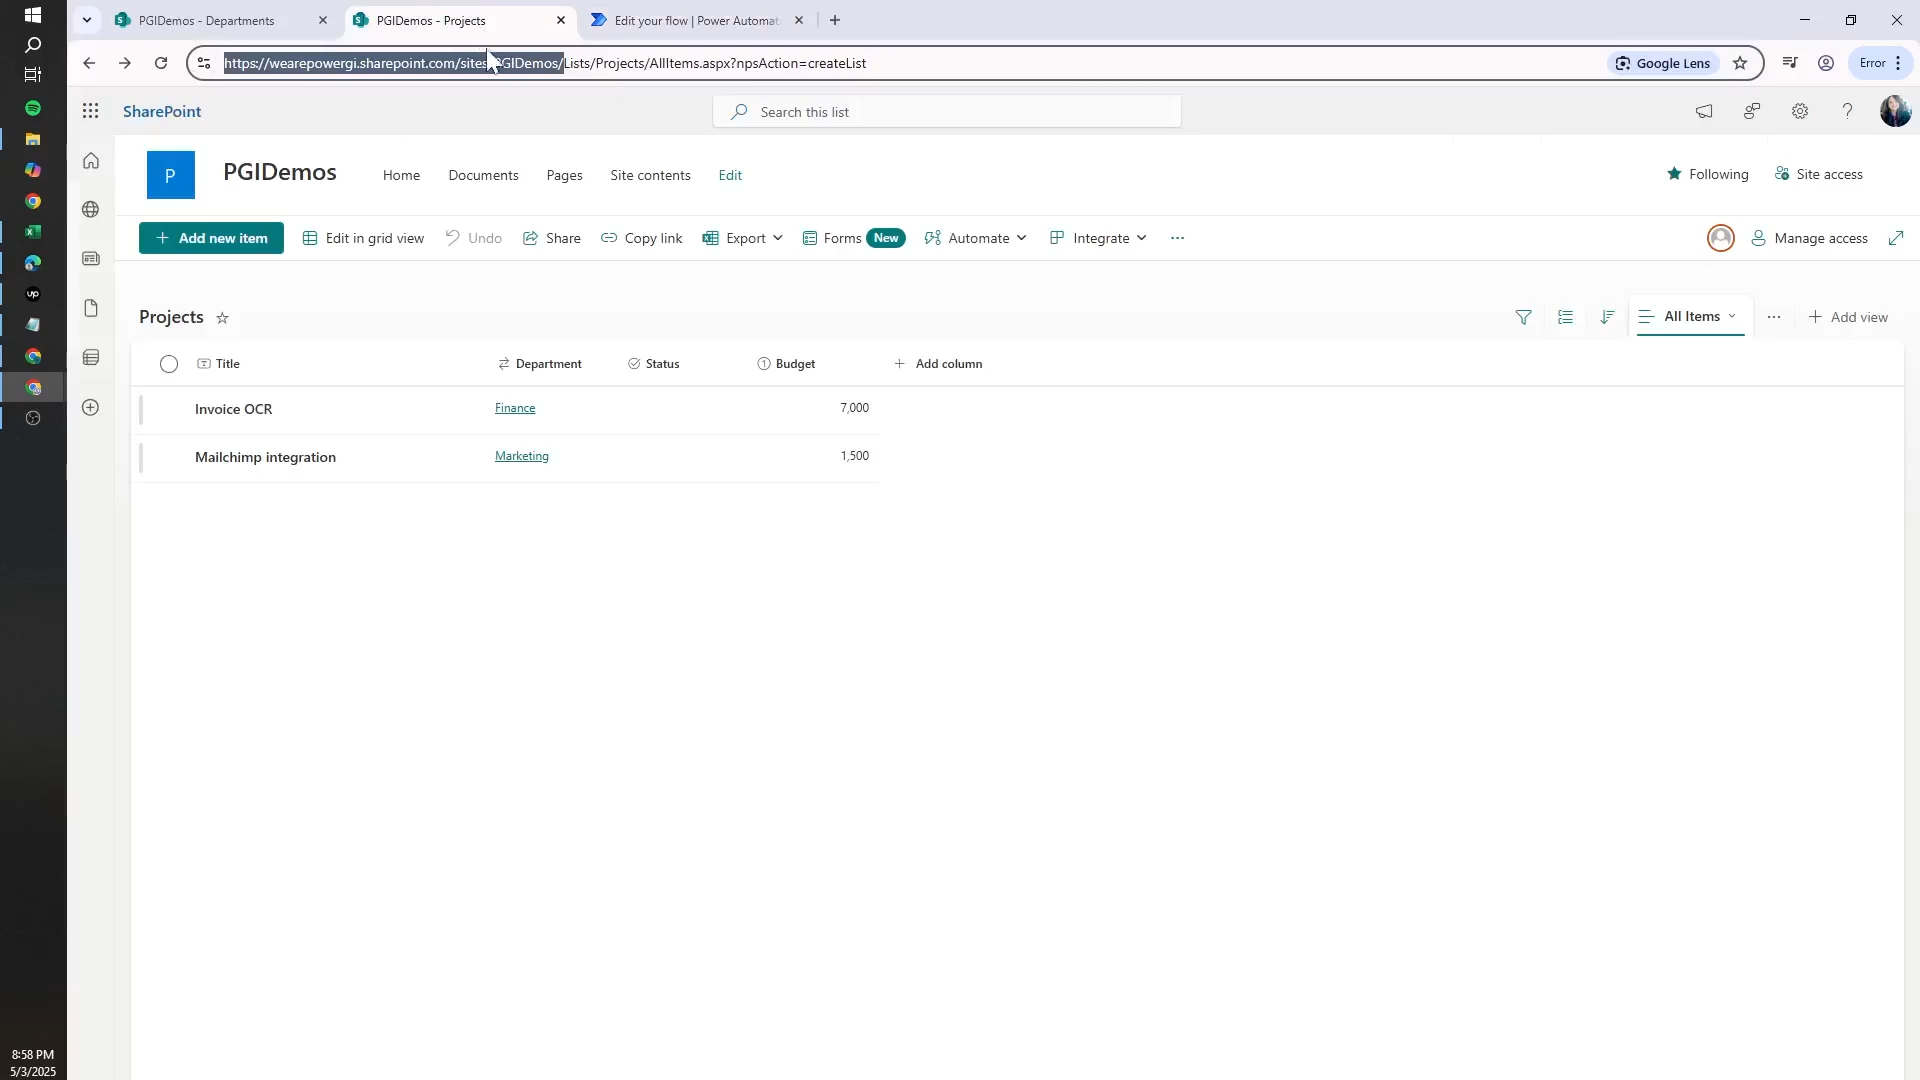 PGIDemos - Departments
PGIDemos - Projects
Edit your flow | Power Automat
https://wearepowergi.sharepoint.com/sites/PGIDemos/Lists/Projects/AllItems.aspx?npsAction=createList
Google Lens
Error
SharePoint
Search this list
P
PGIDemos
Home
Documents
Pages
Site contents
Edit
Following
Site access
Add new item
Edit in grid view
Undo
Share
Copy link
Export
Forms
New
Automate
Integrate
Manage access
Projects
All Items
Add view
Title
Department
Status
Budget
Add column
Invoice OCR
Finance
7,000
Mailchimp integration
Marketing
1,500
up
8:58 PM
5/3/2025